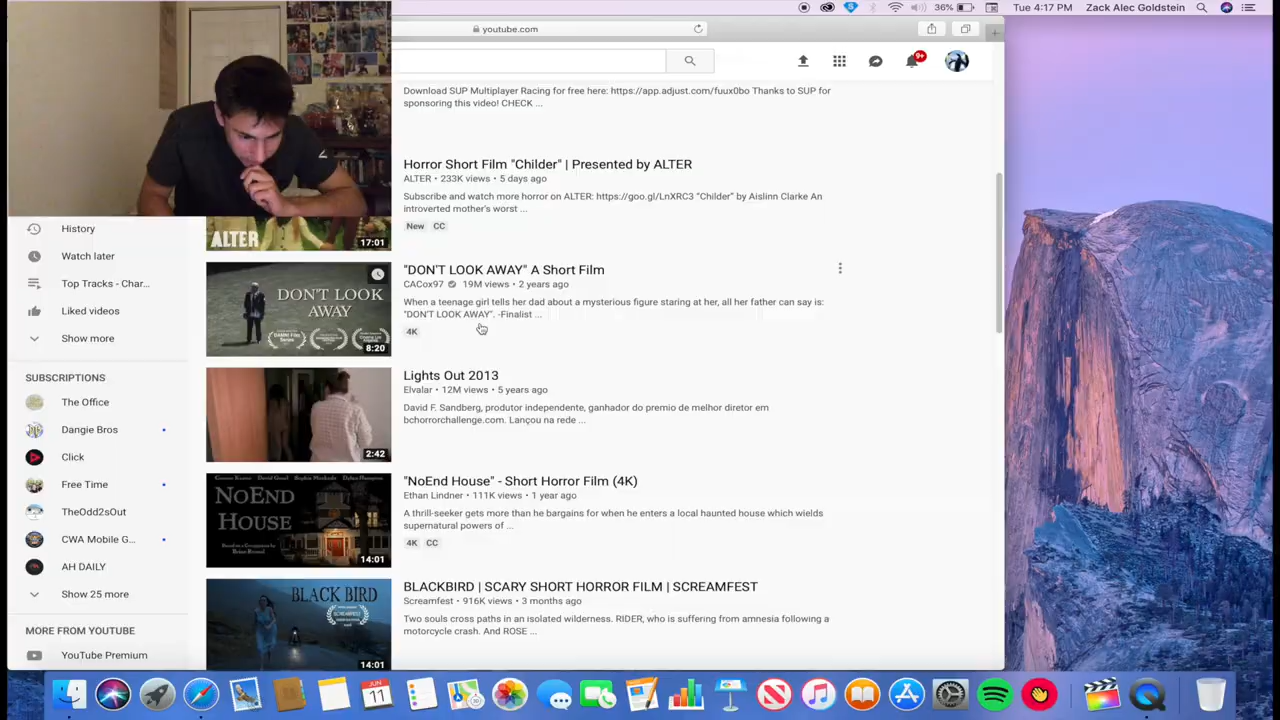 36% Tue 4:17 PM Zack Alec Goldstein
youtube.com
9+
Download SUP Multiplayer Racing for free here: https://app.adjust.com/fuux0bo Thanks to SUP for
sponsoring this video! CHECK ...
Horror Short Film "Childer" | Presented by ALTER
ALTER • 233K views • 5 days ago
Subscribe and watch more horror on ALTER: https://goo.gl/LnXRC3 "Childer" by Aislinn Clarke An
introverted mother's worst ...
New CC
ALTER
17:01
History
Watch later
Top Tracks - Char...
Liked videos
Show more
SUBSCRIPTIONS
The Office
Dangie Bros
Click
Free Time
TheOdd2sOut
CWA Mobile G...
AH DAILY
Show 25 more
MORE FROM YOUTUBE
YouTube Premium
DON'T LOOK
AWAY
8:20
"DON'T LOOK AWAY" A Short Film
CACox97 19M views • 2 years ago
When a teenage girl tells her dad about a mysterious figure staring at her, all her father can say is:
"DON'T LOOK AWAY". -Finalist ...
4K
2:42
Lights Out 2013
Elvalar • 12M views • 5 years ago
David F. Sandberg, produtor independente, ganhador do premio de melhor diretor em
bchorrorchallenge.com. Lançou na rede ...
NOEND
HOUSE
14:01
"NoEnd House" - Short Horror Film (4K)
Ethan Lindner • 111K views • 1 year ago
A thrill-seeker gets more than he bargains for when he enters a local haunted house which wields
supernatural powers of ...
4K CC
BLACK BIRD
14:01
BLACKBIRD | SCARY SHORT HORROR FILM | SCREAMFEST
Screamfest • 916K views • 3 months ago
Two souls cross paths in an isolated wilderness. RIDER, who is suffering from amnesia following a
motorcycle crash. And ROSE ...
JUN
11